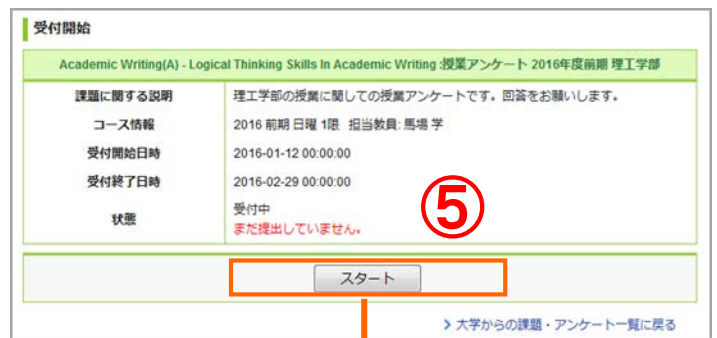 受付開始
Academic Writing(A) - Logical Thinking Skills In Academic Writing :授業アンケート 2016年度前期 理工学部
課題に関する説明 理工学部の授業に関しての授業アンケートです。回答をお願いします。
コース情報 2016 前期 日曜 1限 担当教員: 馬場 学
受付開始日時 2016-01-12 00:00:00
受付終了日時 2016-02-29 00:00:00
状態 受付中
まだ提出していません。
⑤
スタート
> 大学からの課題・アンケート一覧に戻る